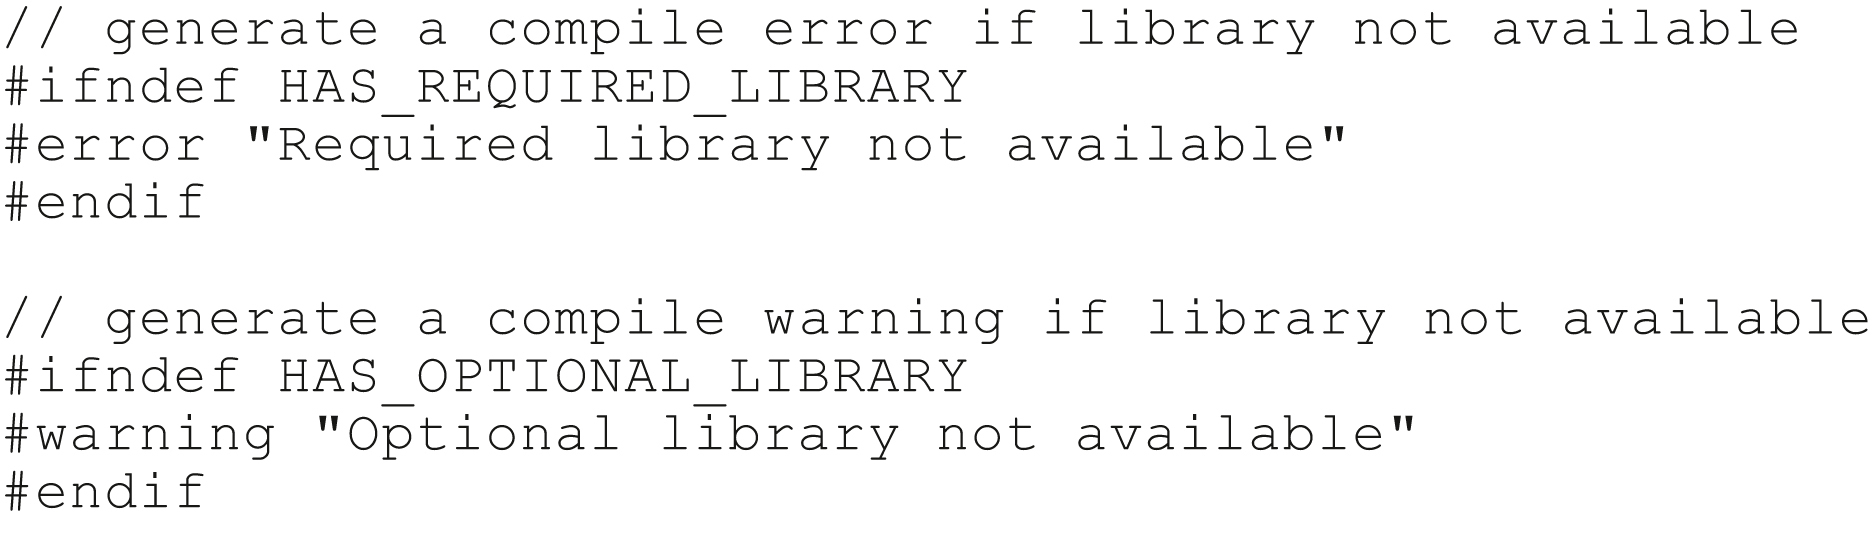 // generate a compile error if library not available
#ifndef HAS_REQUIRED_LIBRARY
#error "Required library not available"
#endif
// generate a compile warning if library not available
#ifndef HAS_OPTIONAL_LIBRARY
#warning "Optional library not available"
#endif